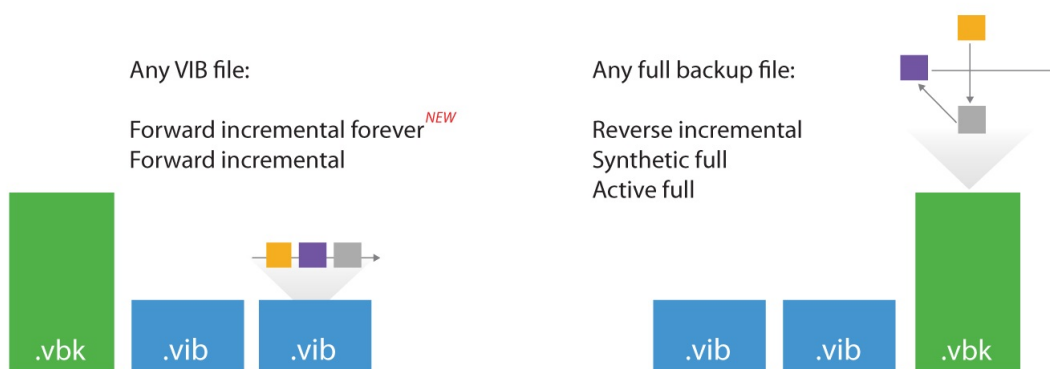 Any VIB file:
Forward incremental forever NEW
Forward incremental
.vbk
.vib
.vib
Any full backup file:
Reverse incremental
Synthetic full
Active full
.vib
.vib
.vbk